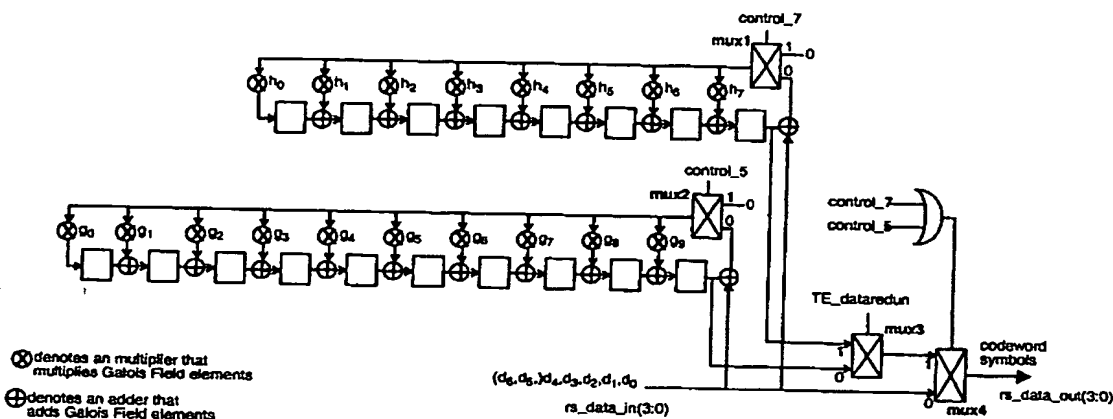 control_7
mux1
1
0
0
h0
h1
h2
h3
h4
h5
h6
h7
control_5
mux2
1
0
0
g0
g1
g2
g3
g4
g5
g6
g7
g8
g9
control_7
control_5
TE_dataredun
mux3
1
0
codeword
symbols
1
0
mux4
rs_data_out(3:0)
(d6,d5,)d4,d3,d2,d1,d0
rs_data_in(3:0)
denotes an multiplier that
multiplies Galois Field elements
denotes an adder that
adds Galois Field elements